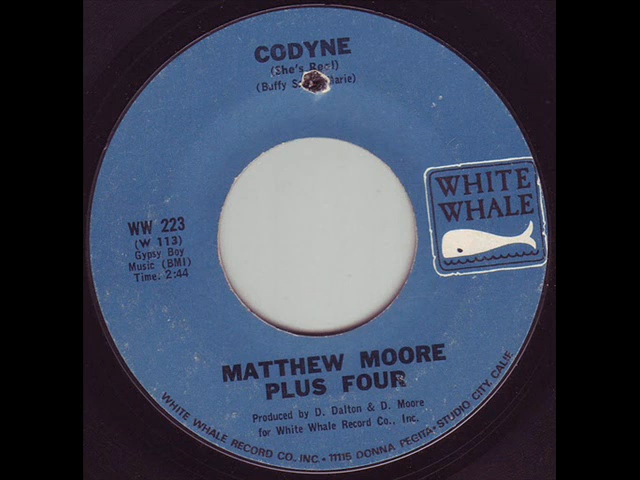 CODYNE
(She's Real)
(Buffy Marie)
WW 223
(W 113)
Gypsy Boy
Music (BMI)
Time: 2:44
WHITE
WHALE
MATTHEW MOORE
PLUS FOUR
Produced by D. Dalton & D. Moore
for White Whale Record Co., Inc.
WHITE WHALE RECORD CO., INC. • 11115 DONNA PEGITA • STUDIO CITY, CALIF.